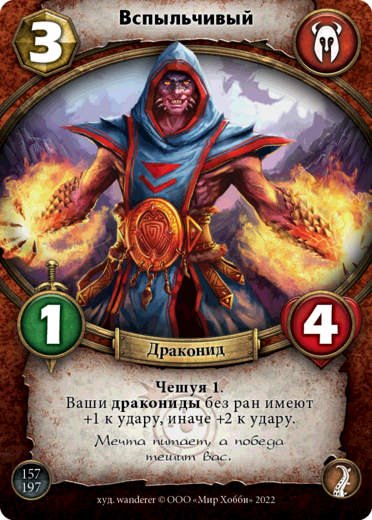 Вспыльчивый
3
1
4
Драконид
Чешуя 1.
Ваши дракониды без ран имеют
+1 к удару, иначе +2 к удару.
Мечта питает, а победа
тешит Вас.
157
197
худ. wanderer © ООО «Мир Хобби» 2022